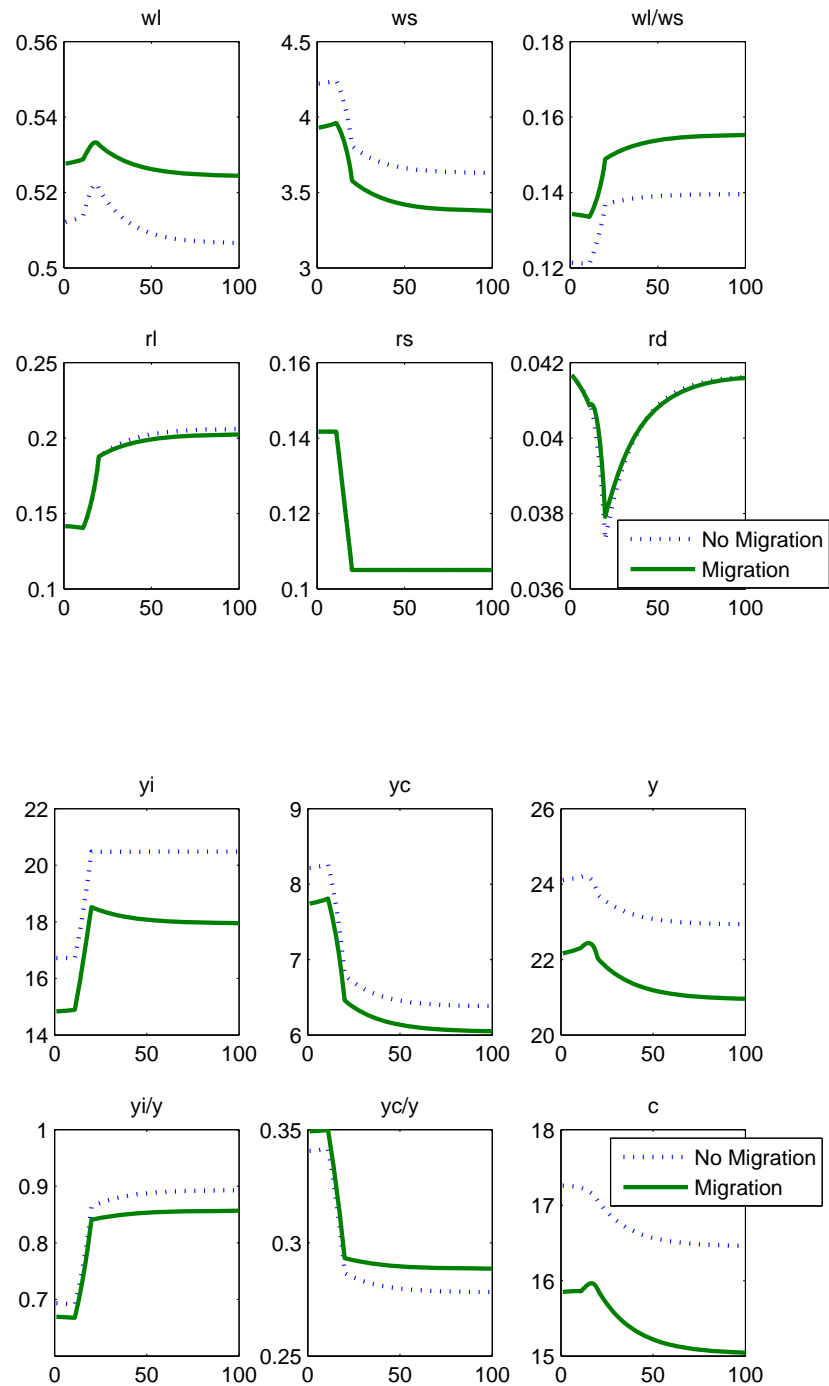 wl ws wl/ws
0.56 4.5 0.18
0.54 4 0.16
0.52 3.5 0.14
0.5 3 0.12
0 50 100 0 50 100 0 50 100
rl rs rd
0.25 0.16 0.042
0.2 0.14 0.04
0.15 0.12 0.038
No Migration
Migration
0.1 0.1 0.036
0 50 100 0 50 100 0 50 100
yi yc y
22 9 26
20 8 24
18
16 7 22
14 6 20
0 50 100 0 50 100 0 50 100
yi/y yc/y c
1 0.35 18
No Migration
Migration
0.9 17
0.8 0.3 16
0.7
0.25 15
0 50 100 0 50 100 0 50 100